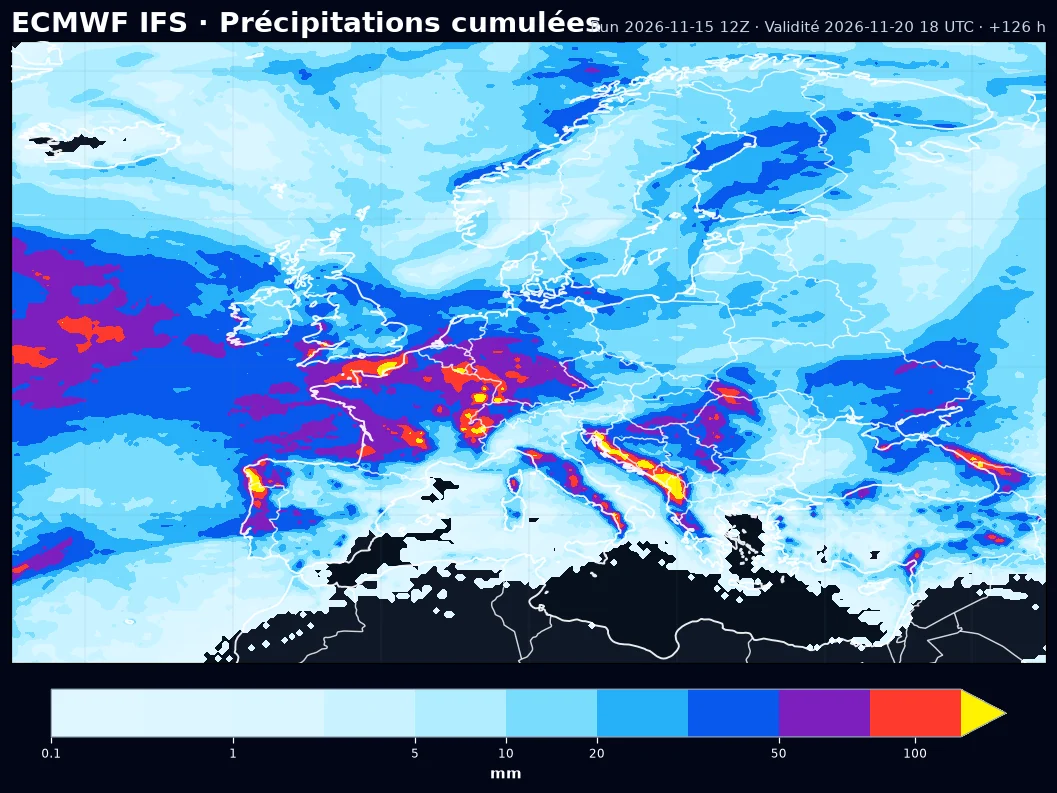 ECMWF IFS · Précipitations cumulées
Run 2026-11-15 12Z · Validité 2026-11-20 18 UTC · +126 h
0.1 1 5 10 20 50 100
mm